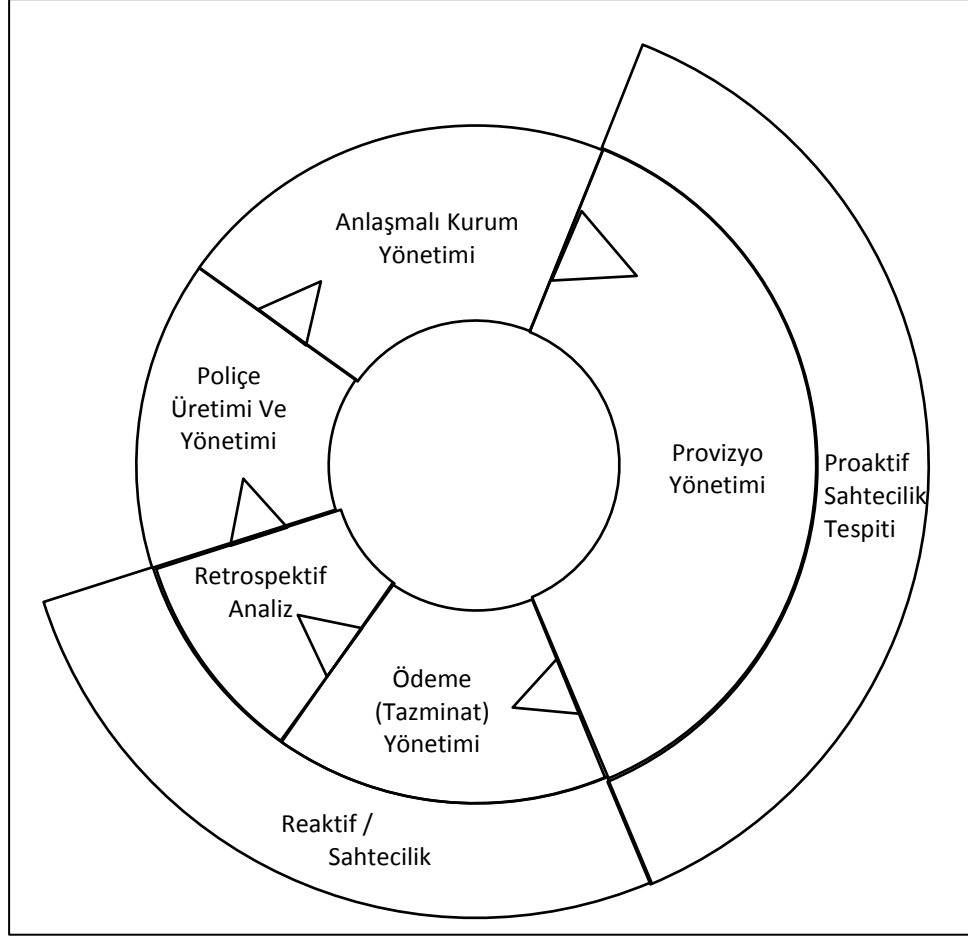 Anlaşmalı Kurum
Yönetimi
Poliçe
Üretimi Ve
Yönetimi
Provizyo
Yönetimi
Proaktif
Sahtecilik
Tespiti
Retrospektif
Analiz
Ödeme
(Tazminat)
Yönetimi
Reaktif /
Sahtecilik